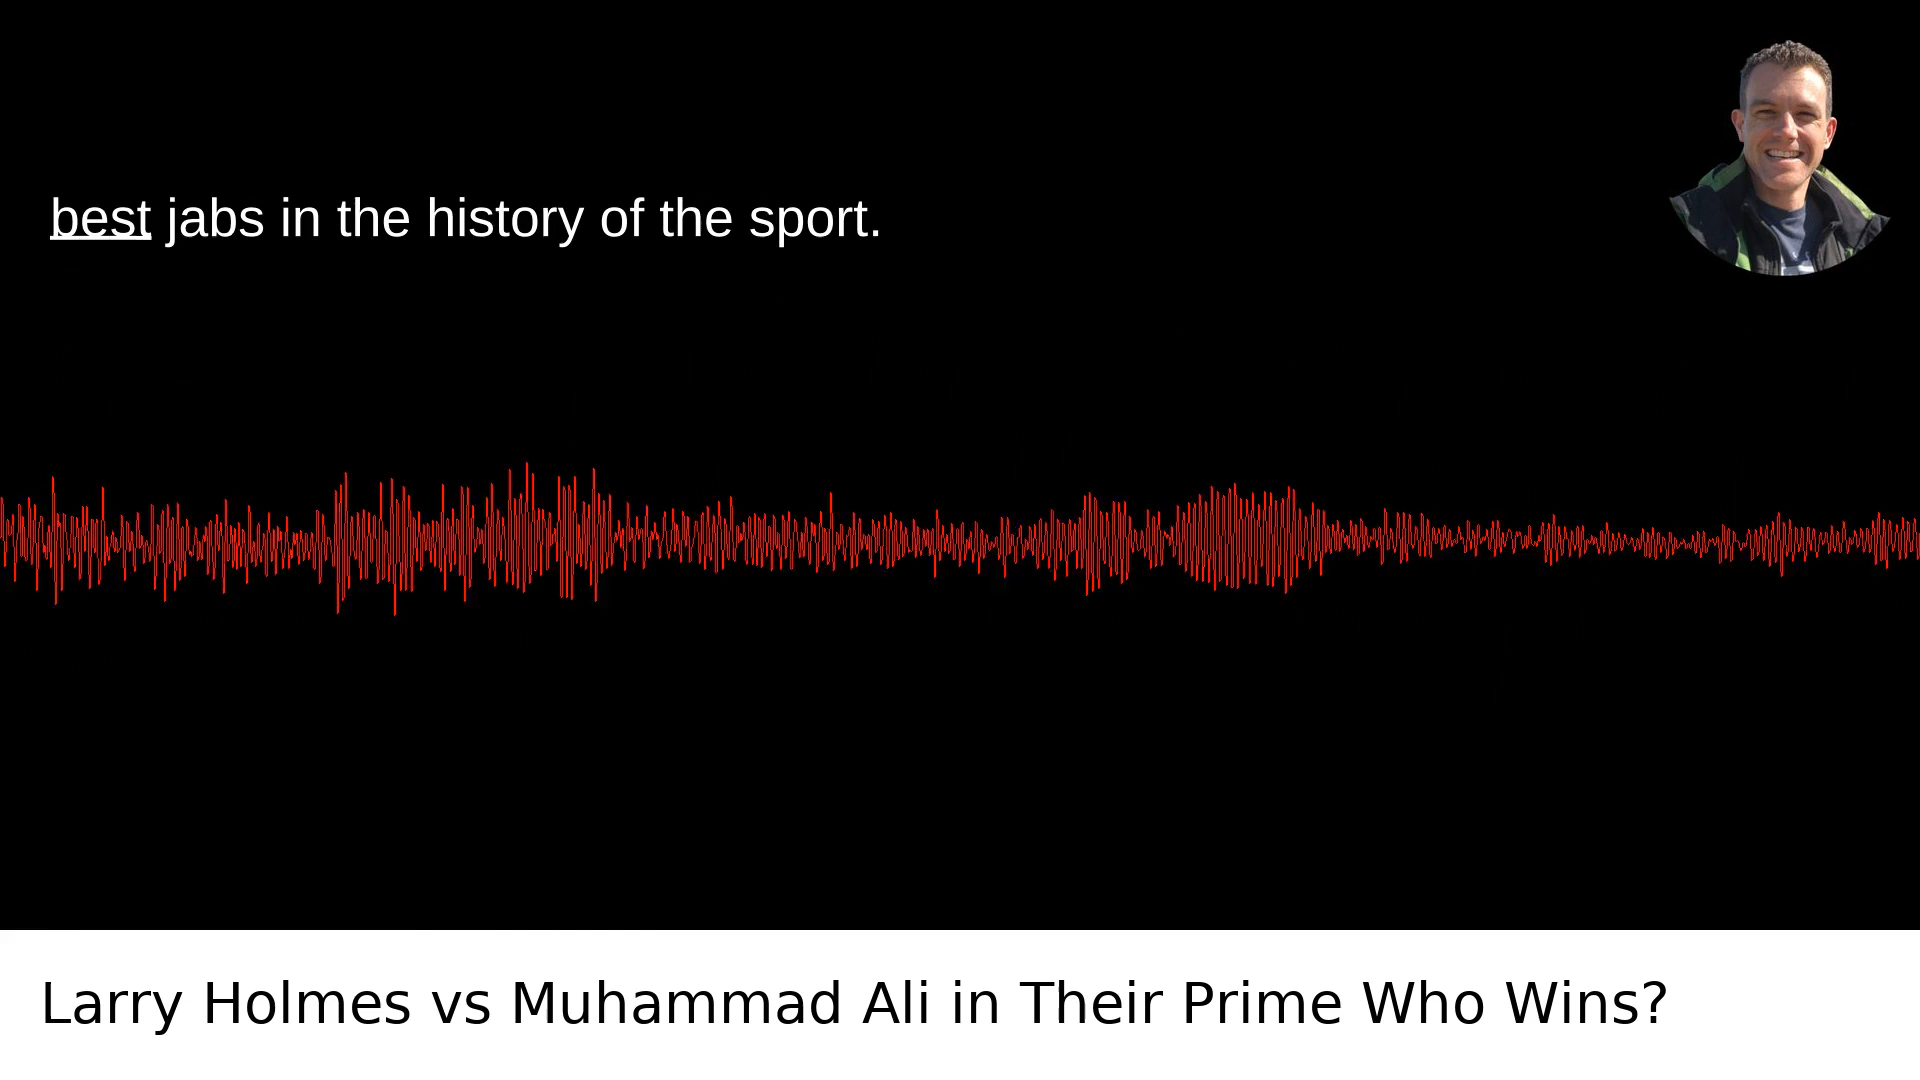 best jabs in the history of the sport.
Larry Holmes vs Muhammad Ali in Their Prime Who Wins?